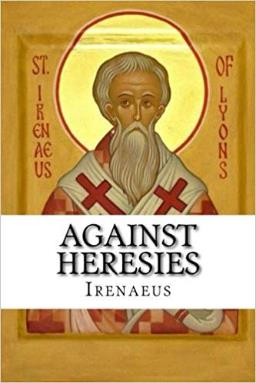 ST. IRENAEUS
OF LYONS
AGAINST
HERESIES
IRENAEUS